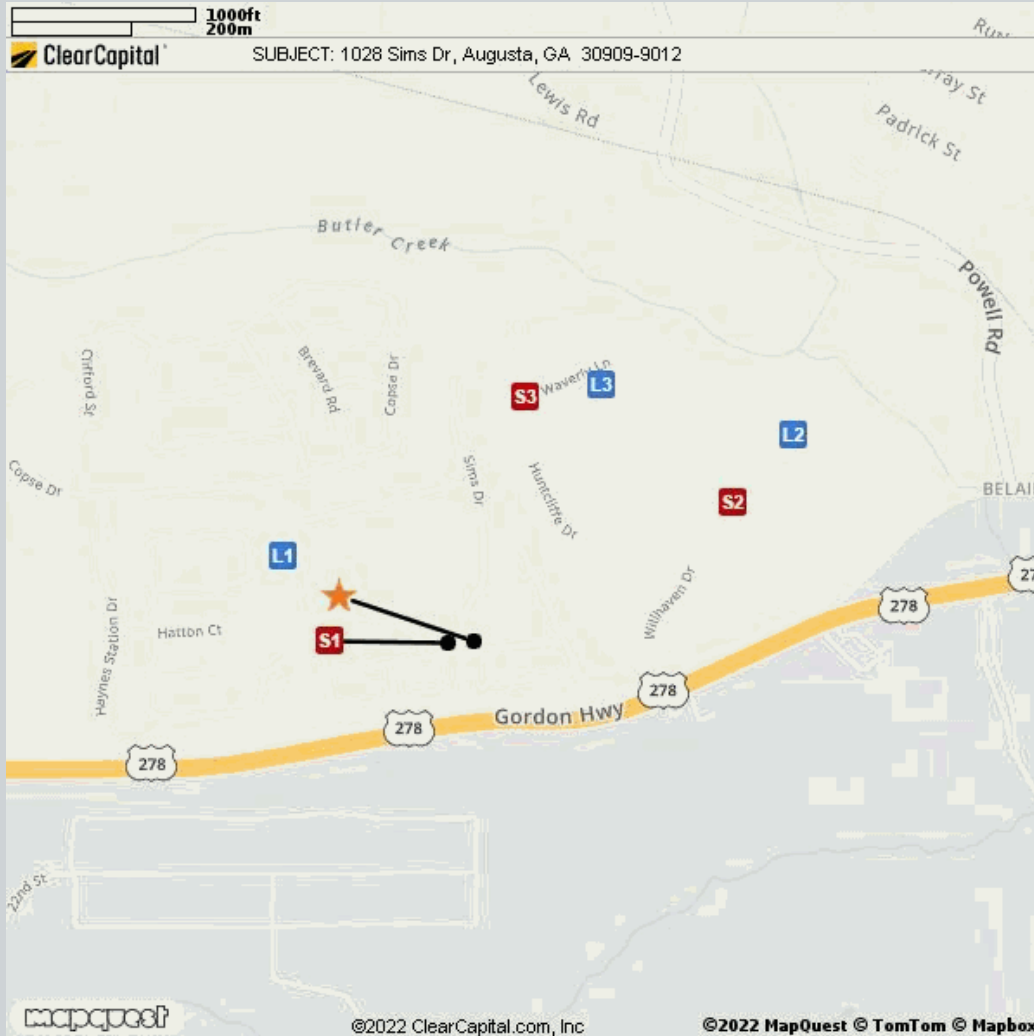 1000ft
200m
ClearCapital
SUBJECT: 1028 Sims Dr, Augusta, GA 30909-9012
Lewis Rd
Padrick St
Butler Creek
Powell Rd
Clifford St
Brevard Rd
Copse Dr
S3
Waverly Ln
L3
L2
Copse Dr
Sims Dr
Huntcliffe Dt
S2
BELAI
L1
Willhaven Dr
278
27
Haynes Station Dr
Hatton Ct
S1
278
Gordon Hwy
278
278
22nd St
mapquest
©2022 ClearCapital.com, Inc
©2022 MapQuest © TomTom © Mapbox